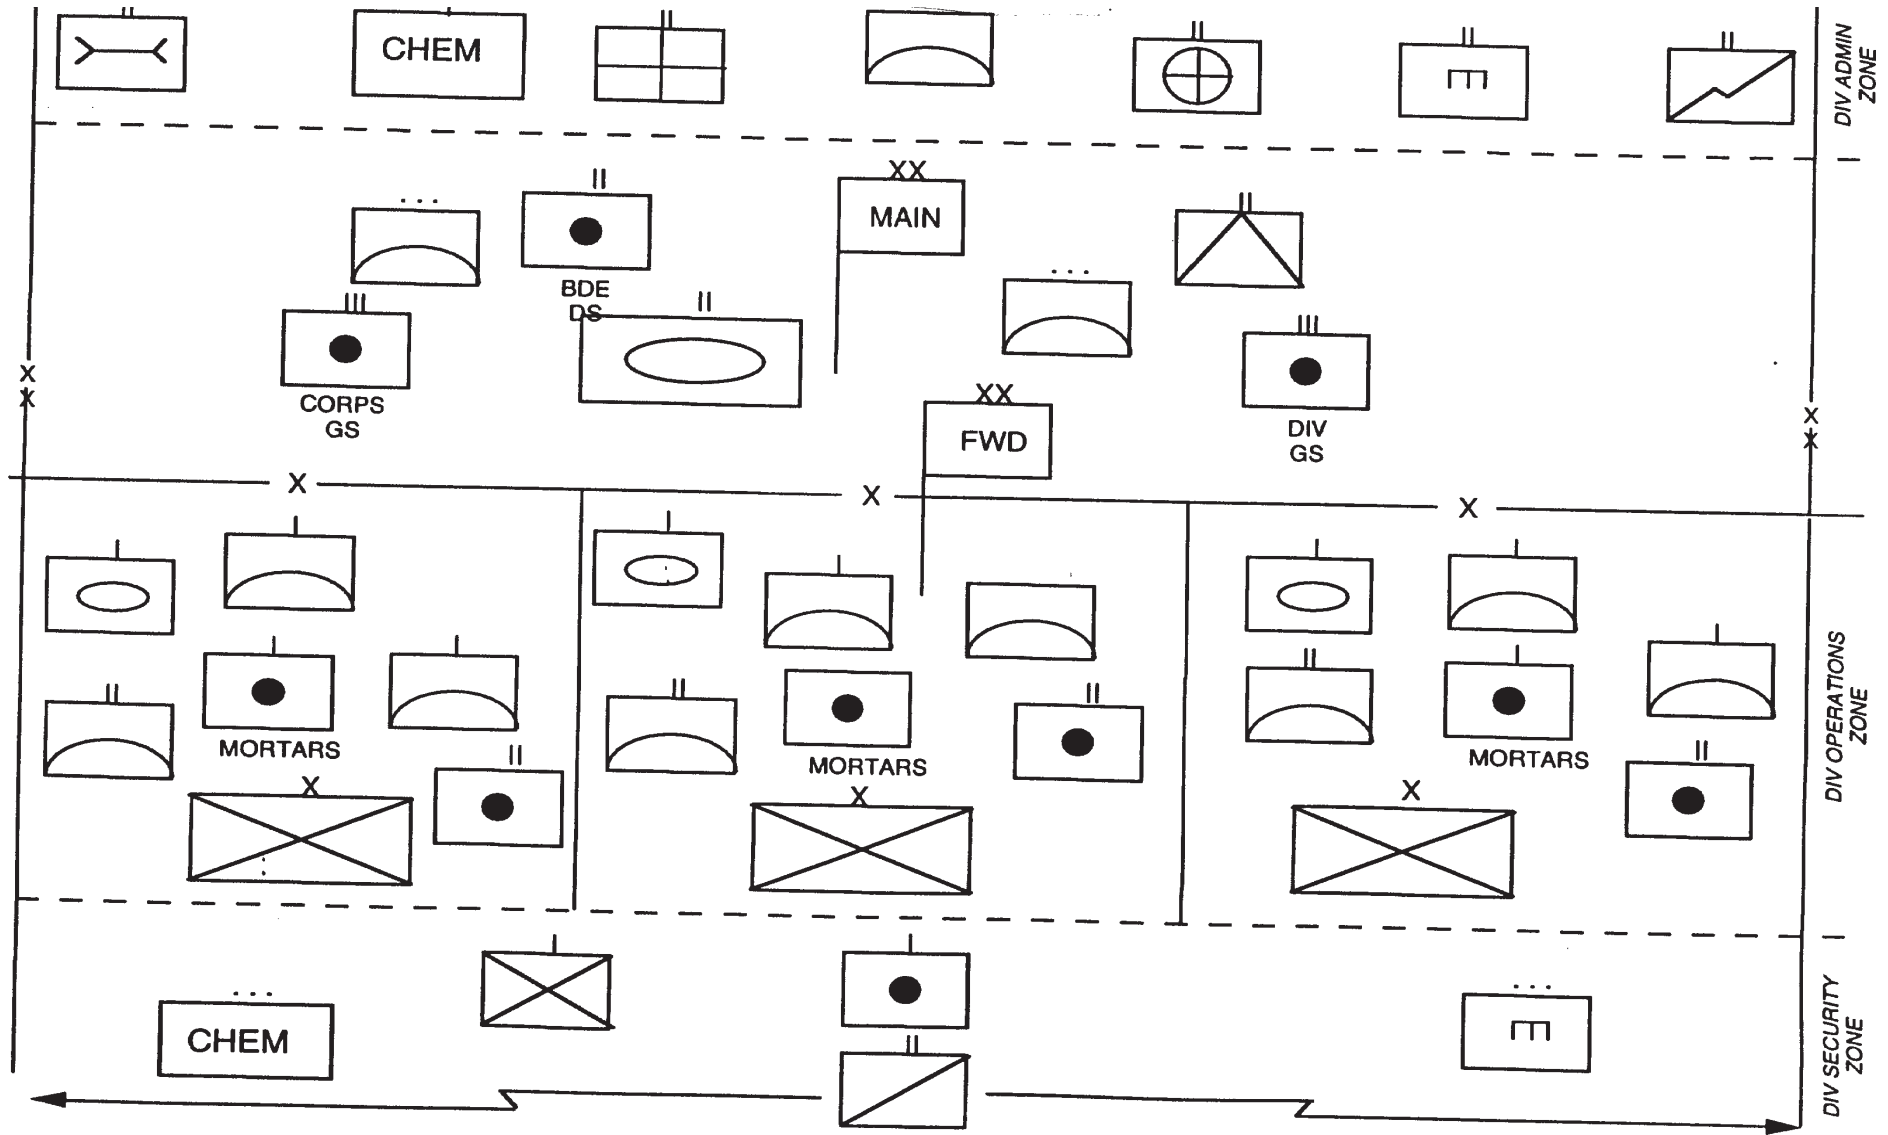 CHEM
DIV ADMIN
ZONE
XX
MAIN
BDE
DS
CORPS
GS
XX
FWD
DIV
GS
X
X
X
X
X
X
X
MORTARS
MORTARS
MORTARS
X
X
X
DIV OPERATIONS
ZONE
CHEM
DIV SECURITY
ZONE